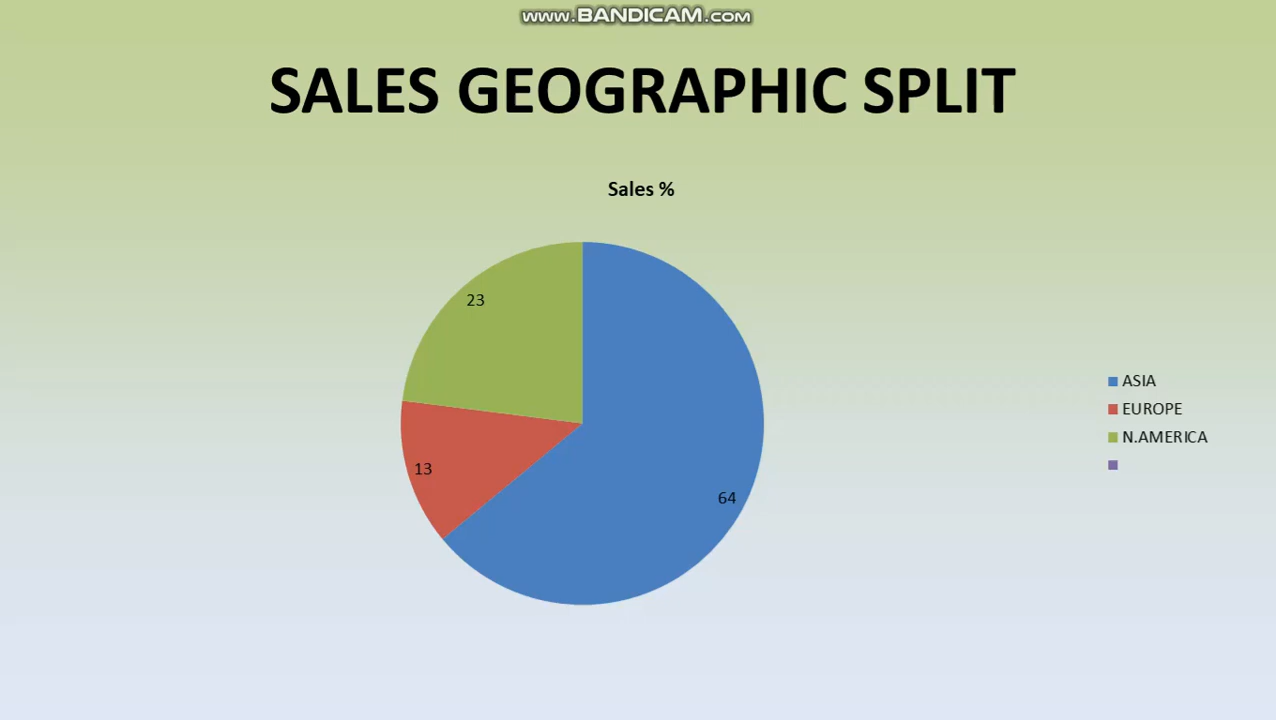 www.BANDICAM.com
SALES GEOGRAPHIC SPLIT
Sales %
23
13
64
ASIA
EUROPE
N.AMERICA